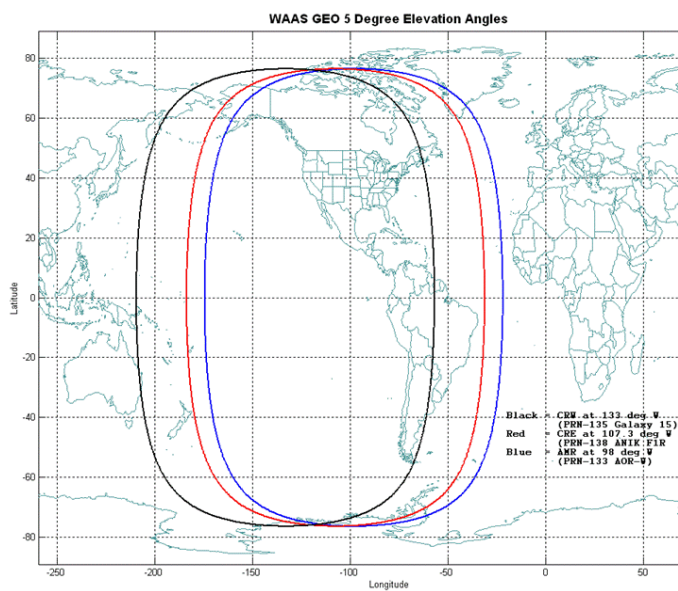 WAAS GEO 5 Degree Elevation Angles
80
60
40
20
0
-20
-40
-60
-80
Latitude
Black = CRW at 133 deg W
(PRN-135 Galaxy 15)
Red = CRE at 107.3 deg W
(PRN-138 ANIK F1R
Blue = AMR at 98 deg W
(PRN-133 AOR-W)
-250
-200
-150
-100
-50
0
50
Longitude